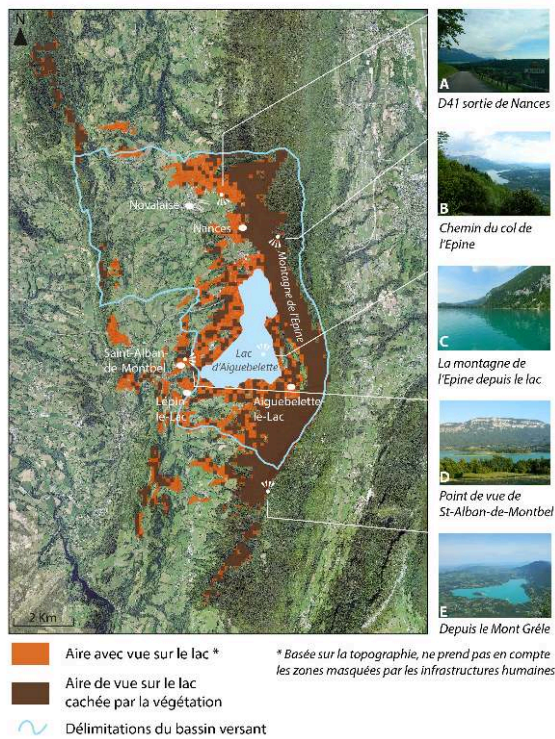 N
Novalaise
Nances
Montagne de l'Epine
Lac
d'Aiguebelette
Saint-Alban-
de-Montbel
Lépin
-le-Lac
Aiguebelette
-le-Lac
2 Km
A
D41 sortie de Nances
B
Chemin du col de
l'Epine
C
La montagne de
l'Epine depuis le lac
D
Point de vue de
St-Alban-de-Montbel
E
Depuis le Mont Grêle
Aire avec vue sur le lac *
Aire de vue sur le lac
cachée par la végétation
Délimitations du bassin versant
* Basée sur la topographie, ne prend pas en compte
les zones masquées par les infrastructures humaines